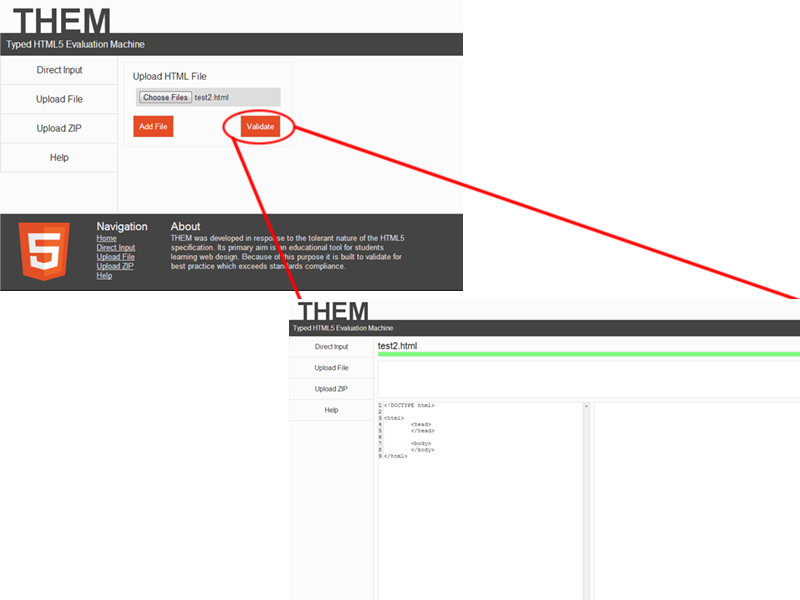 THEM
Typed HTML5 Evaluation Machine
Direct Input
Upload File
Upload ZIP
Help
Upload HTML File
Choose Files test2.html
Add File
Validate
Navigation
Home
Direct Input
Upload File
Upload ZIP
Help
About
THEM was developed in response to the tolerant nature of the HTML5
specification. Its primary aim is an educational tool for students
learning web design. Because of this purpose it is built to validate for
best practice which exceeds standards compliance.
5
THEM
Typed HTML5 Evaluation Machine
Direct Input
Upload File
Upload ZIP
Help
test2.html
1 <!DOCTYPE html>
2
3 <html>
4 <head>
5 </head>
6
7 <body>
8 </body>
9 </html>